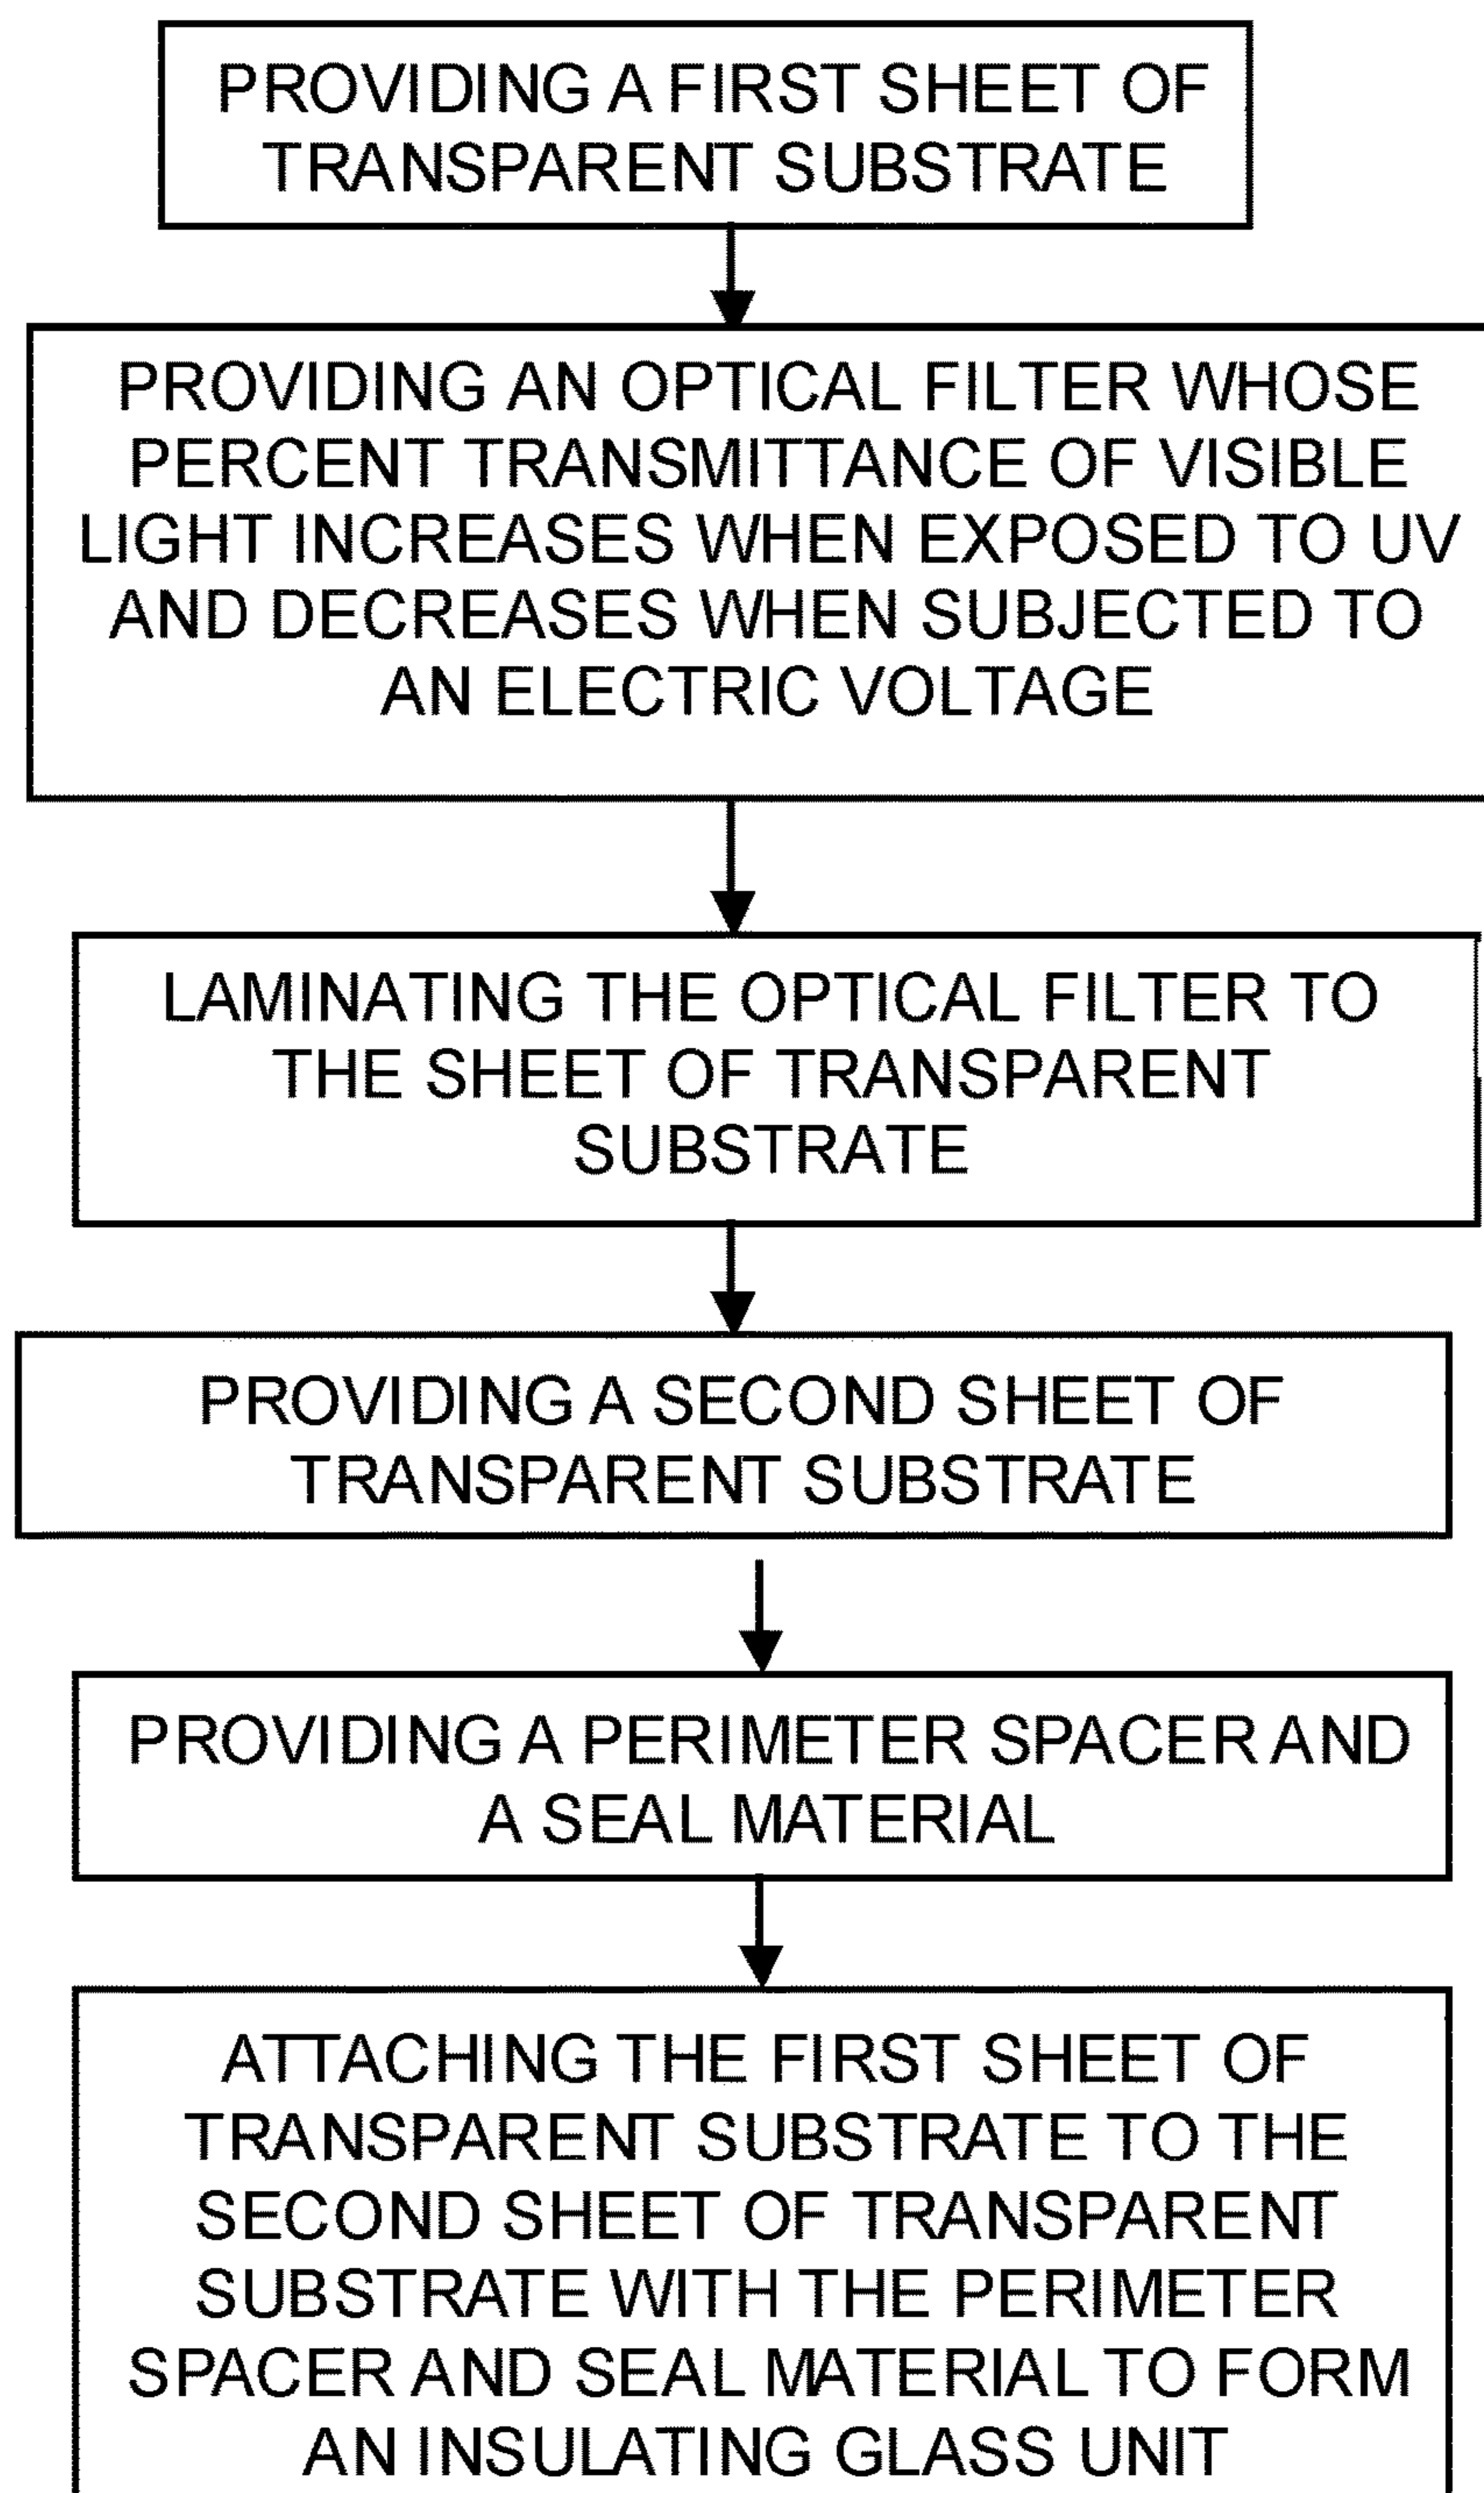 PROVIDING A FIRST SHEET OF
TRANSPARENT SUBSTRATE
PROVIDING AN OPTICAL FILTER WHOSE
PERCENT TRANSMITTANCE OF VISIBLE
LIGHT INCREASES WHEN EXPOSED TO UV
AND DECREASES WHEN SUBJECTED TO
AN ELECTRIC VOLTAGE
LAMINATING THE OPTICAL FILTER TO
THE SHEET OF TRANSPARENT
SUBSTRATE
PROVIDING A SECOND SHEET OF
TRANSPARENT SUBSTRATE
PROVIDING A PERIMETER SPACER AND
A SEAL MATERIAL
ATTACHING THE FIRST SHEET OF
TRANSPARENT SUBSTRATE TO THE
SECOND SHEET OF TRANSPARENT
SUBSTRATE WITH THE PERIMETER
SPACER AND SEAL MATERIAL TO FORM
AN INSULATING GLASS UNIT